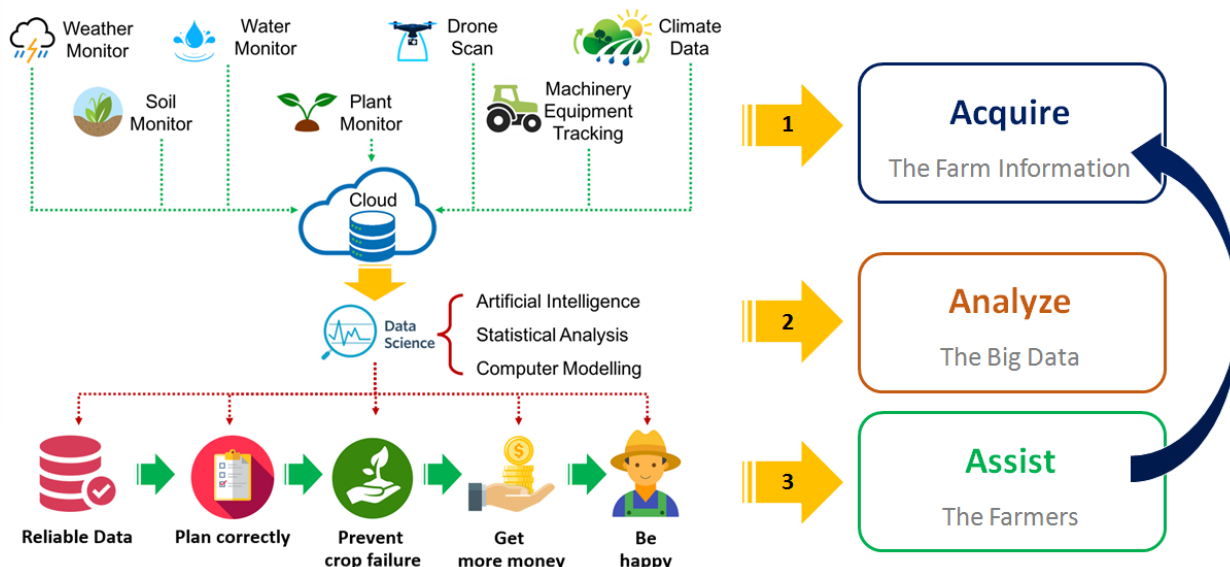 Weather
Monitor
Water
Monitor
Drone
Scan
Climate
Data
Soil
Monitor
Plant
Monitor
Machinery
Equipment
Tracking
Cloud
Data
Science
Artificial Intelligence
Statistical Analysis
Computer Modelling
Reliable Data
Plan correctly
Prevent
crop failure
Get
more money
Be
happy
1
Acquire
The Farm Information
2
Analyze
The Big Data
3
Assist
The Farmers
$